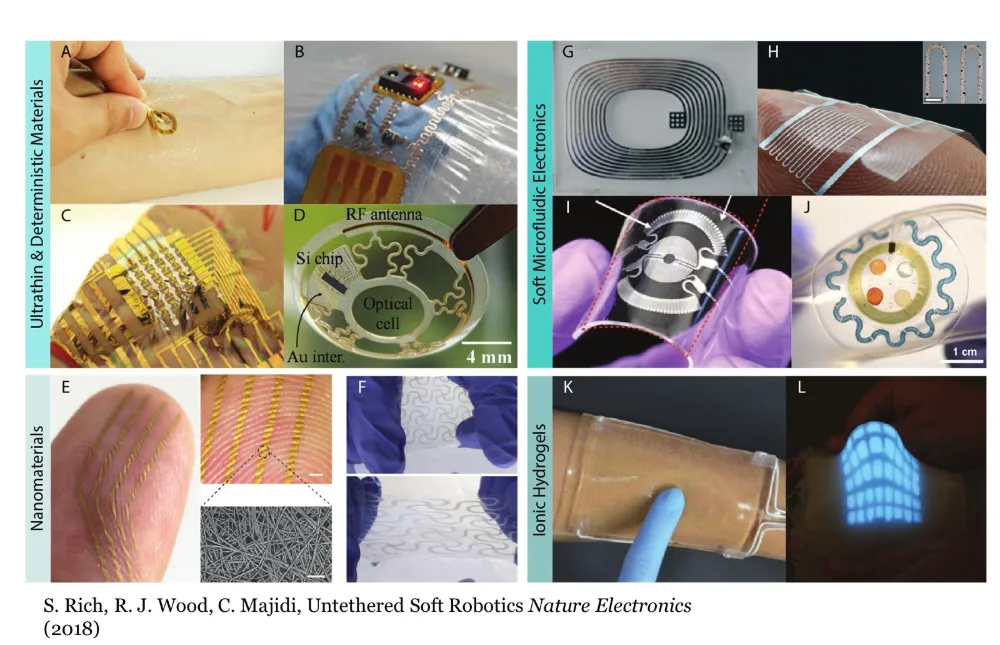 Ultrathin & Deterministic Materials
A
B
C
D
RF antenna
Si chip
Optical
cell
Au inter.
4 mm
Soft Microfluidic Electronics
G
H
I
J
1 cm
Nanomaterials
E
F
Ionic Hydrogels
K
L
S. Rich, R. J. Wood, C. Majidi, Untethered Soft Robotics Nature Electronics
(2018)